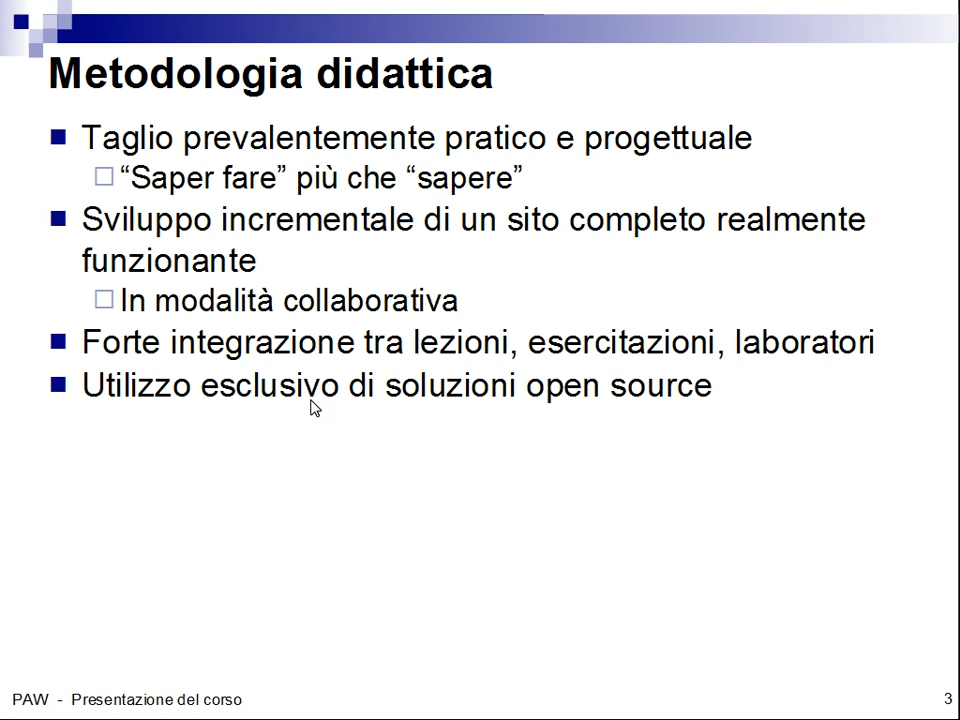 Metodologia didattica
Taglio prevalentemente pratico e progettuale
“Saper fare” più che “sapere”
Sviluppo incrementale di un sito completo realmente
funzionante
In modalità collaborativa
Forte integrazione tra lezioni, esercitazioni, laboratori
Utilizzo esclusivo di soluzioni open source
PAW - Presentazione del corso
3